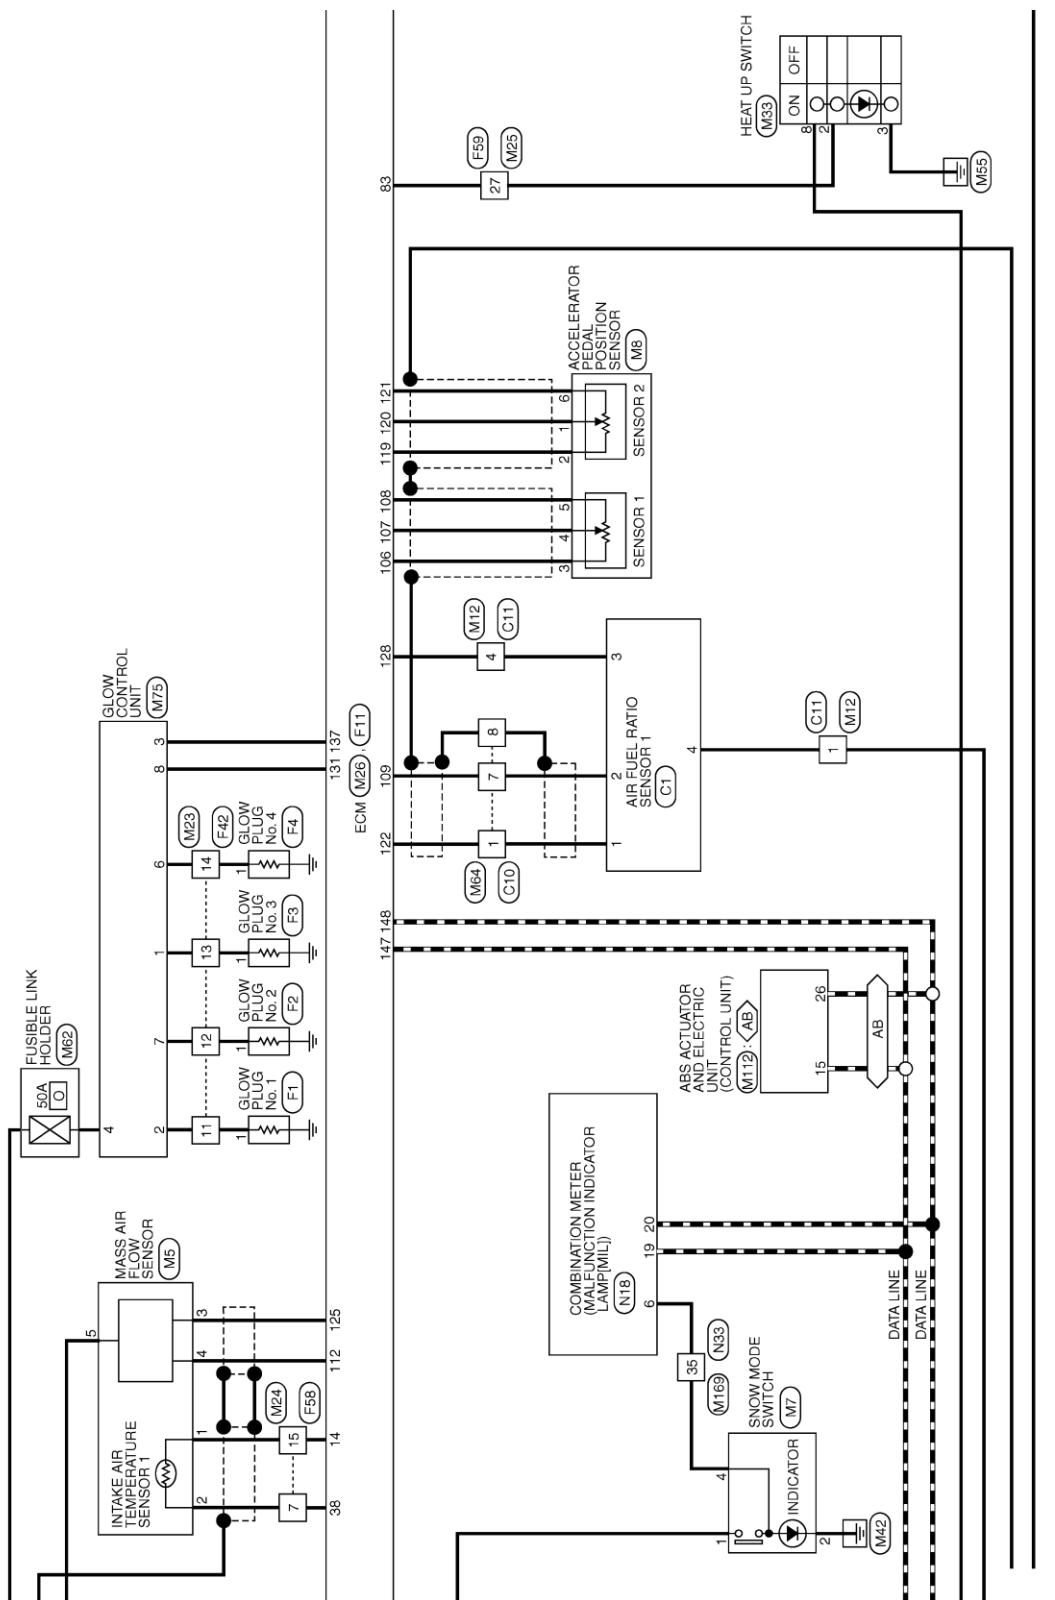 FUSIBLE LINK
HOLDER
M62
50A
O
4
GLOW
CONTROL
UNIT
M75
2
7
1
6
8
3
11
12
13
14
M23
F42
1
GLOW
PLUG
No. 1
F1
1
GLOW
PLUG
No. 2
F2
1
GLOW
PLUG
No. 3
F3
1
GLOW
PLUG
No. 4
F4
MASS AIR
FLOW
SENSOR
M5
5
INTAKE AIR
TEMPERATURE
SENSOR 1
2
1
4
3
7
15
M24
F58
38
14
112
125
131
137
ECM
M26
,
F11
147
148
122
109
128
106
107
108
119
120
121
83
M64
C10
1
7
8
4
M12
C11
1
2
3
AIR FUEL RATIO
SENSOR 1
C1
4
C11
M12
1
3
4
5
2
1
6
SENSOR 1
SENSOR 2
ACCELERATOR
PEDAL
POSITION
SENSOR
M8
F59
M25
27
HEAT UP SWITCH
M33
ON
OFF
8
2
3
M55
ABS ACTUATOR
AND ELECTRIC
UNIT
(CONTROL UNIT)
M112
:
AB
15
26
AB
COMBINATION METER
(MALFUNCTION INDICATOR
LAMP[MIL])
N18
6
19
20
M169
N33
35
SNOW MODE
SWITCH
M7
1
4
INDICATOR
2
M42
DATA LINE
DATA LINE